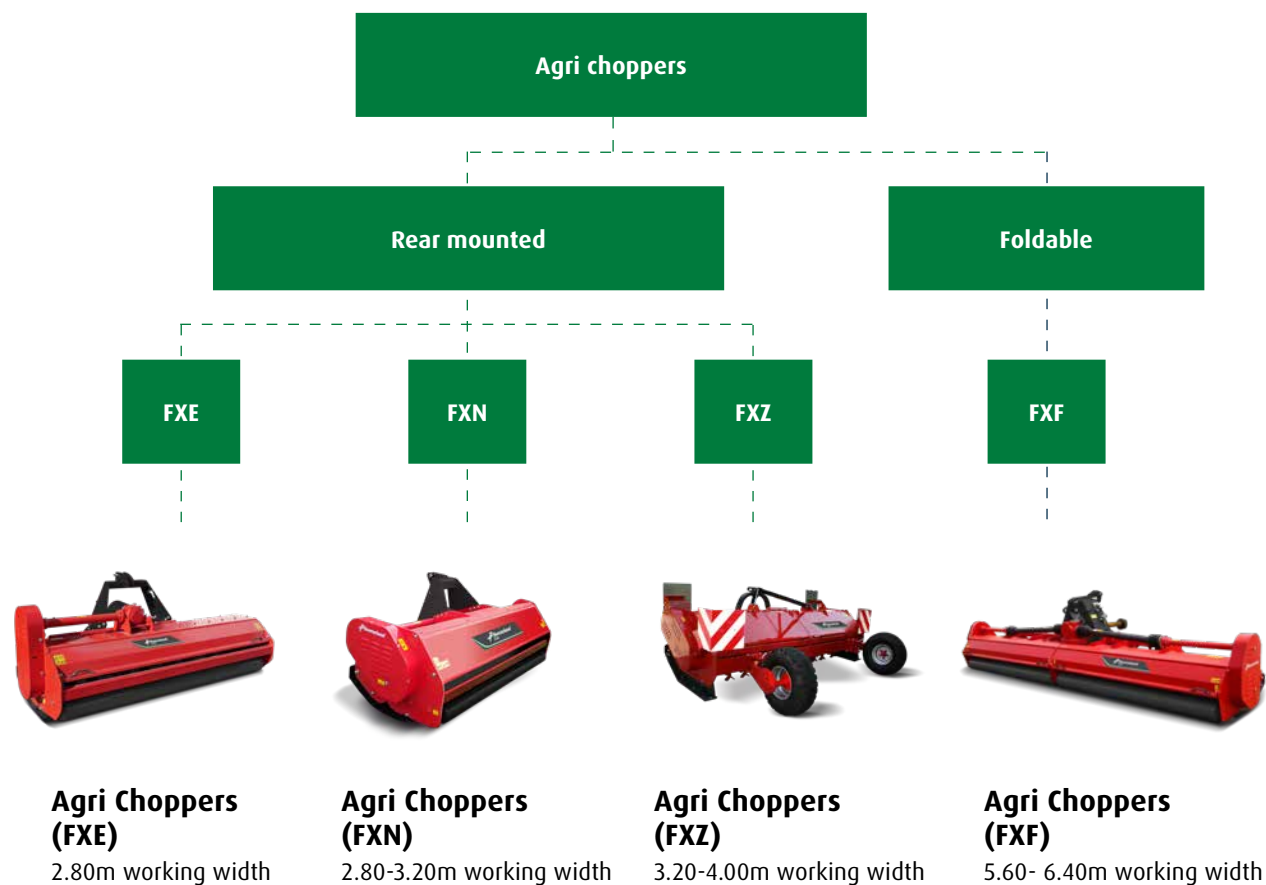 Agri choppers
Rear mounted
Foldable
FXE
FXN
FXZ
FXF
Agri Choppers
(FXE)
2.80m working width
Agri Choppers
(FXN)
2.80-3.20m working width
Agri Choppers
(FXZ)
3.20-4.00m working width
Agri Choppers
(FXF)
5.60- 6.40m working width